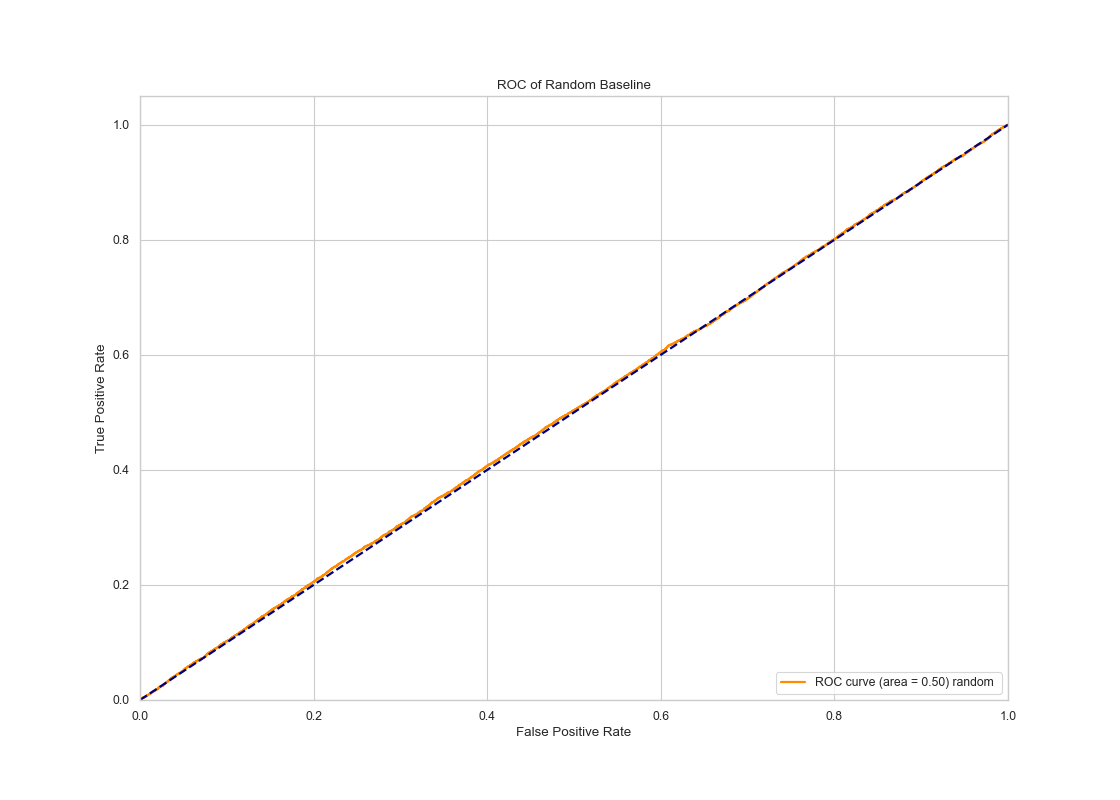 ROC of Random Baseline
1.0
0.8
0.6
0.4
0.2
0.0
True Positive Rate
ROC curve (area = 0.50) random
0.0 0.2 0.4 0.6 0.8 1.0
False Positive Rate